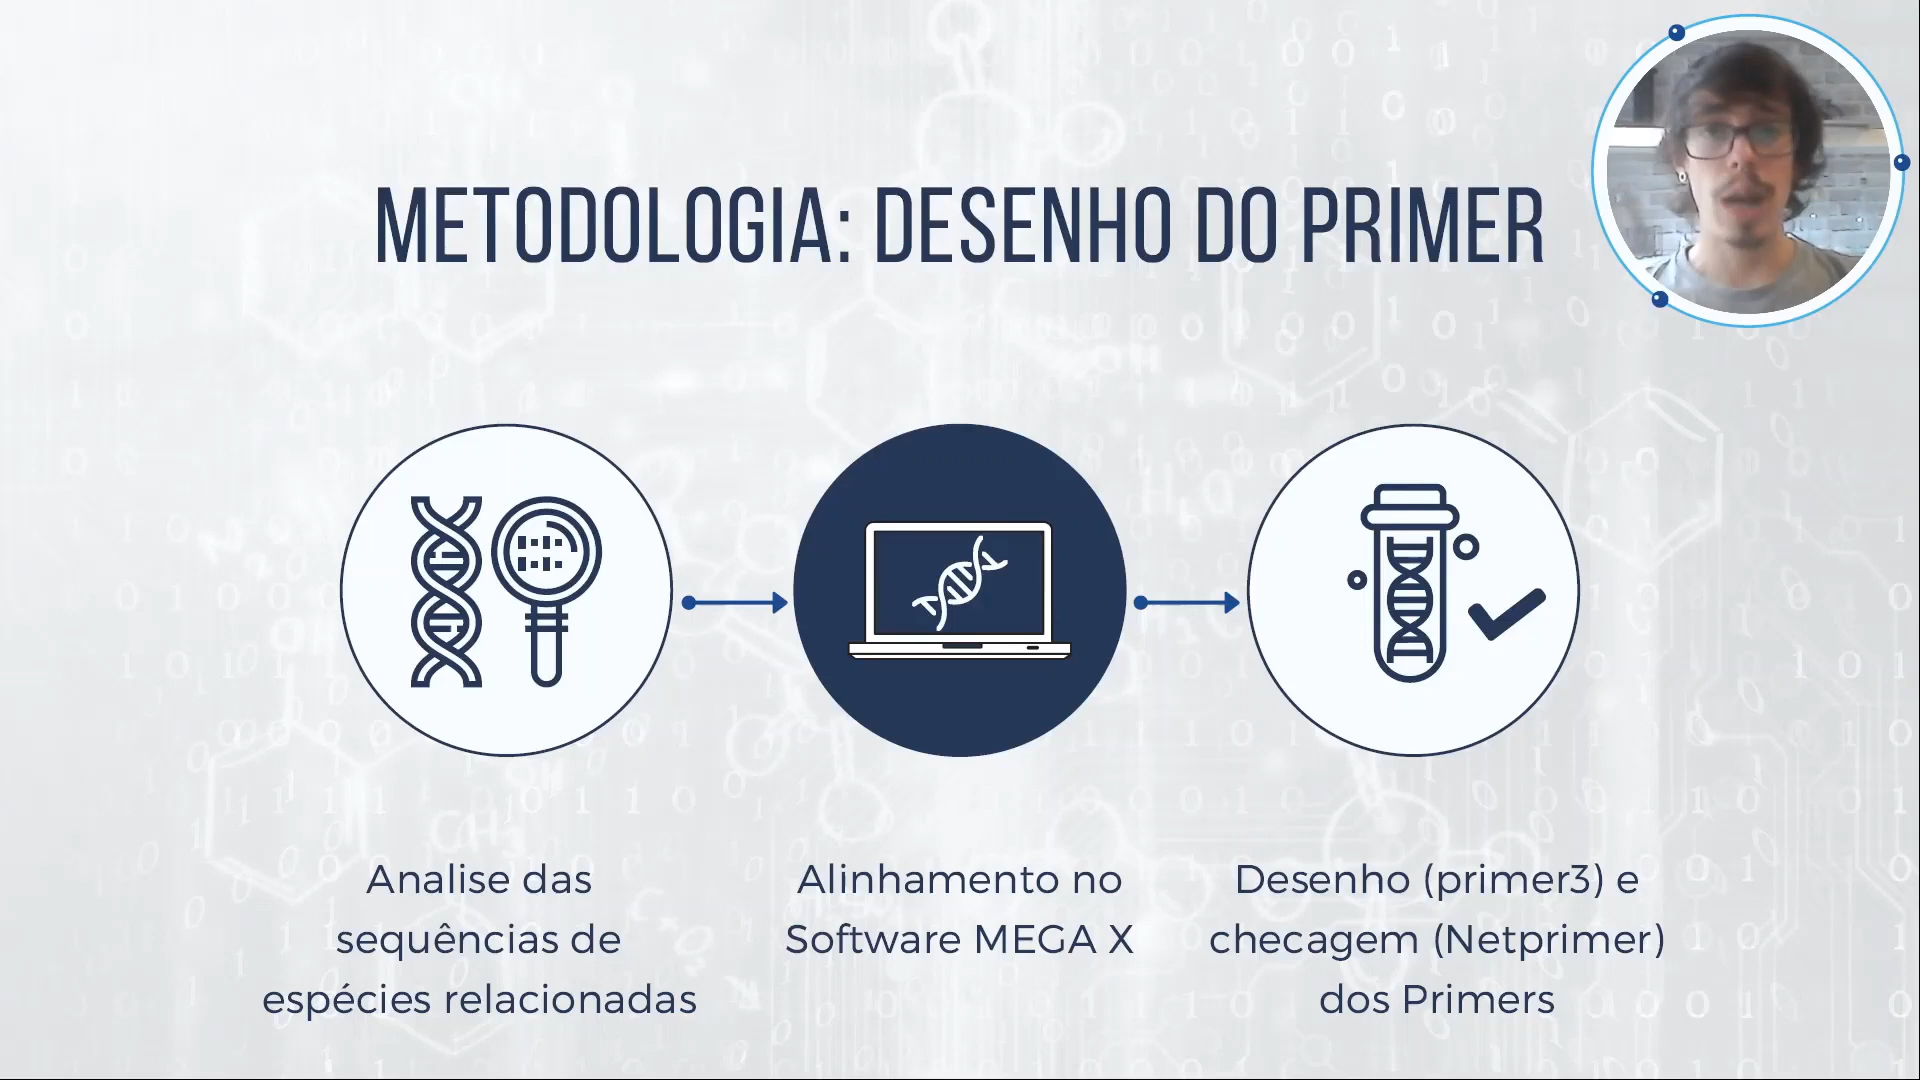 METODOLOGIA: DESENHO DO PRIMER
Analise das
sequências de
espécies relacionadas
Alinhamento no
Software MEGA X
Desenho (primer3) e
checagem (Netprimer)
dos Primers